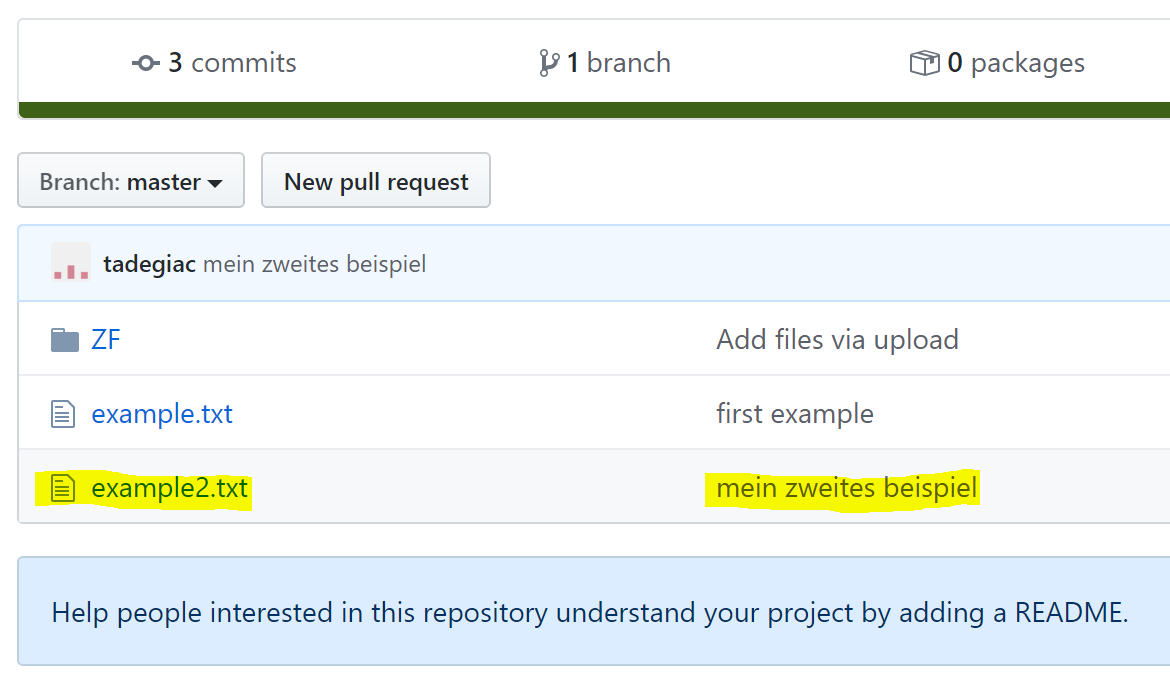 3 commits 1 branch 0 packages
Branch: master New pull request
tadegiac mein zweites beispiel
ZF Add files via upload
example.txt first example
example2.txt mein zweites beispiel
Help people interested in this repository understand your project by adding a README.